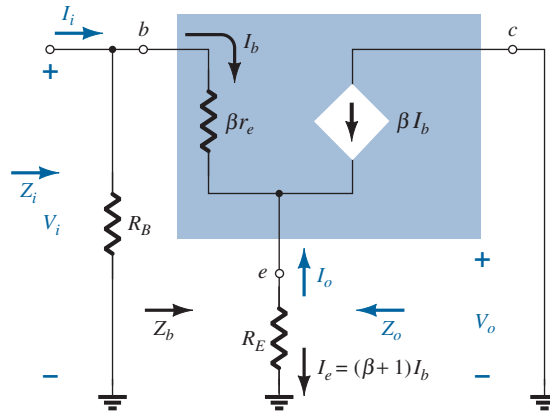 I_i
b
I_b
c
+
βr_e
βI_b
Z_i
V_i
R_B
e
I_o
+
Z_b
R_E
Z_o
V_o
–
I_e = (β + 1)I_b
–